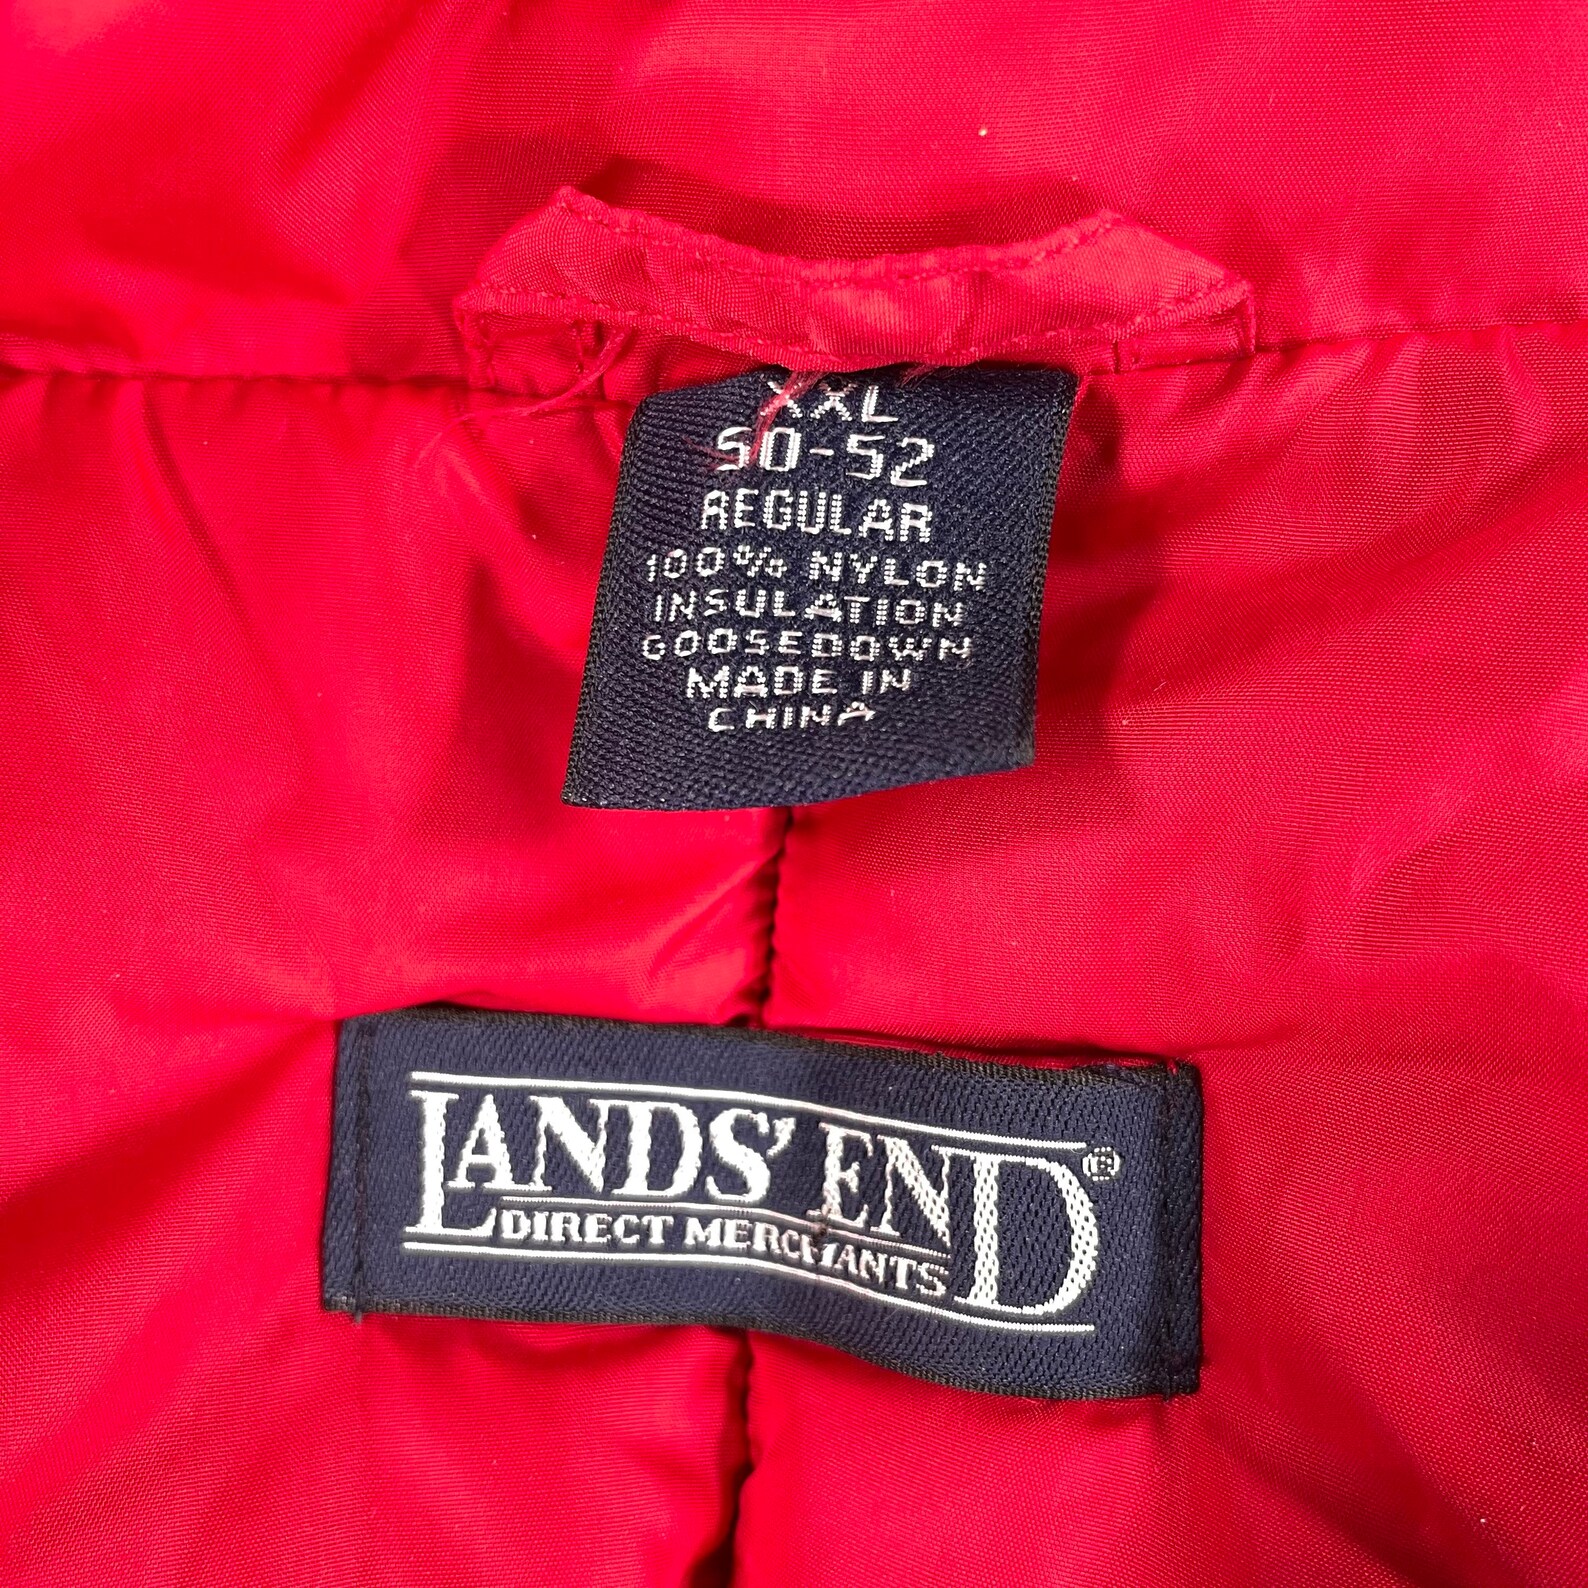 XXL
50-52
REGULAR
100% NYLON
INSULATION
GOOSEDOWN
MADE IN
CHINA
LANDS' END®
DIRECT MERCHANTS